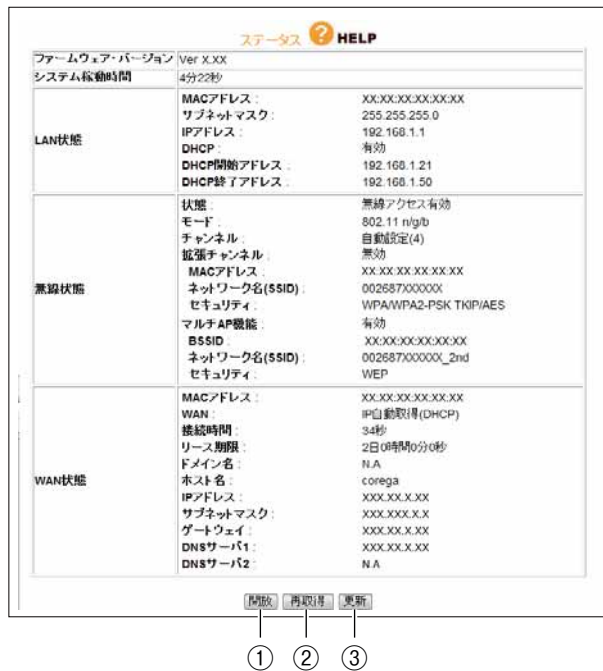 ステータス ? HELP
ファームウェア・バージョン Ver X.XX
システム稼動時間 4分22秒
LAN状態
MACアドレス : XX:XX:XX:XX:XX:XX
サブネットマスク : 255.255.255.0
IPアドレス : 192.168.1.1
DHCP : 有効
DHCP開始アドレス : 192.168.1.21
DHCP終了アドレス : 192.168.1.50
無線状態
状態 : 無線アクセス有効
モード : 802.11 n/g/b
チャンネル : 自動設定(4)
拡張チャンネル : 無効
MACアドレス : XX:XX:XX:XX:XX:XX
ネットワーク名(SSID) : 002687XXXXXX
セキュリティ : WPA/WPA2-PSK TKIP/AES
マルチAP機能 : 有効
BSSID : XX:XX:XX:XX:XX:XX
ネットワーク名(SSID) : 002687XXXXXX_2nd
セキュリティ : WEP
WAN状態
MACアドレス : XX:XX:XX:XX:XX:XX
WAN : IP自動取得(DHCP)
接続時間 : 34秒
リース期限 : 2日0時間0分0秒
ドメイン名 : N.A
ホスト名 : corega
IPアドレス : XXX.XX.X.XX
サブネットマスク : XXX.XXX.X.X
ゲートウェイ : XXX.XX.X.XX
DNSサーバ1 : XXX.XX.X.XX
DNSサーバ2 : N.A
開放 再取得 更新
① ② ③